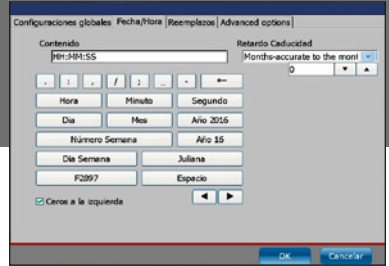 Configuraciones globales Fecha/Hora Reemplazos Advanced options
Contenido
HH:MM:SS
Retardo Caducidad
Months-accurate to the mont
0
. : , / ; _ - ←
Hora Minuto Segundo
Dia Mes Año 2016
Número Semana Año 16
Dia Semana Juliana
F2897 Espacio
Ceros a la izquierda
OK Cancelar